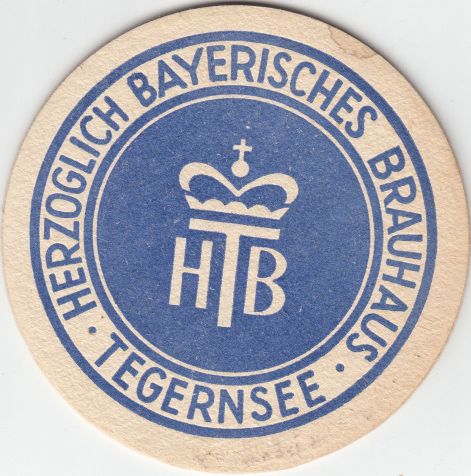 HERZOGLICH BAYERISCHES BRAUHAUS
· TEGERNSEE ·
HTB